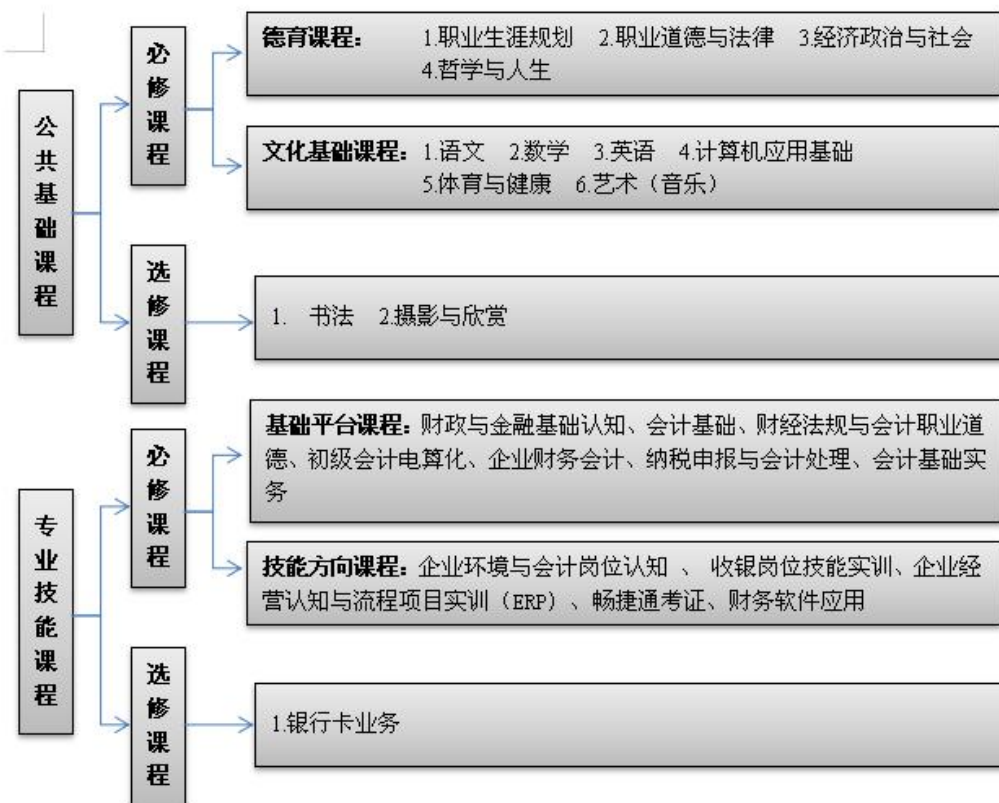 公共基础课程
必修课程
德育课程： 1.职业生涯规划 2.职业道德与法律 3.经济政治与社会
4.哲学与人生
文化基础课程：1.语文 2.数学 3.英语 4.计算机应用基础
5.体育与健康 6.艺术（音乐）
选修课程
1. 书法 2.摄影与欣赏
专业技能课程
必修课程
基础平台课程：财政与金融基础认知、会计基础、财经法规与会计职业道
德、初级会计电算化、企业财务会计、纳税申报与会计处理、会计基础实
务
技能方向课程：企业环境与会计岗位认知 、 收银岗位技能实训、企业经
营认知与流程项目实训（ERP）、畅捷通考证、财务软件应用
选修课程
1.银行卡业务